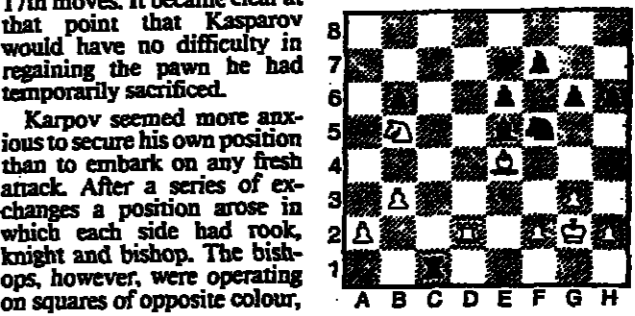 17th moves. It became clear at
that point that Kasparov
would have no difficulty in
regaining the pawn he had
temporarily sacrificed.
Karpov seemed more anx-
ious to secure his own position
than to embark on any fresh
attack. After a series of ex-
changes a position arose in
which each side had rook,
knight and bishop. The bish-
ops, however, were operating
on squares of opposite colour,
8
7
6
5
4
3
2
1
A B C D E F G H